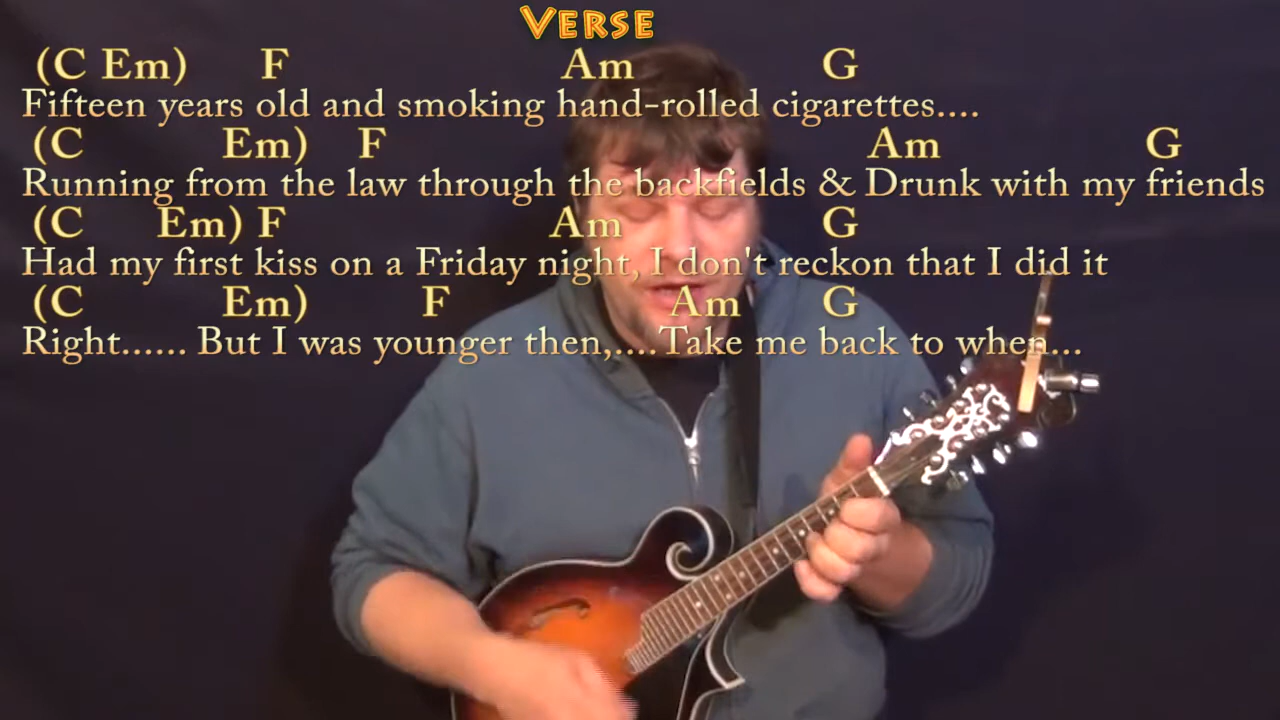 VERSE
(C Em) F Am G
Fifteen years old and smoking hand-rolled cigarettes....
(C Em) F Am G
Running from the law through the backfields & Drunk with my friends
(C Em) F Am G
Had my first kiss on a Friday night, I don't reckon that I did it
(C Em) F Am G
Right...... But I was younger then,....Take me back to when...